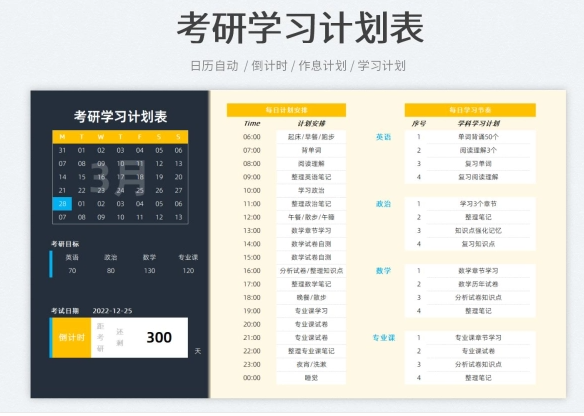 考研学习计划表
日历自动 / 倒计时 / 作息计划 / 学习计划
考研学习计划表
M T W T F S S
31 01 02 03 04 05 06
07 08 09 10 11 12 13
14 15 16 17 18 19 20
21 22 23 24 25 26 27
28 01 02 03 04 05 06
07 08 09 10 11 12 13
3月
考研目标
英语 政治 数学 专业课
70 80 130 120
考试日期 2022-12-25
倒计时 距考研 还剩 300 天
每日计划安排
Time 计划安排
06:00 起床/早餐/跑步
07:00 背单词
08:00 阅读理解
09:00 整理英语笔记
10:00 学习政治
11:00 整理政治笔记
12:00 午餐/散步/午睡
13:00 数学章节学习
14:00 数学试卷自测
15:00 数学试卷自测
16:00 分析试卷/整理知识点
17:00 整理数学笔记
18:00 晚餐/散步
19:00 专业课学习
20:00 专业课试卷
21:00 专业课试卷
22:00 整理专业课笔记
23:00 夜宵/洗漱
00:00 睡觉
每日学习节表
序号 学科学习计划
英语 1 单词背诵50个
2 阅读理解3个
3 复习单词
4 复习阅读理解
政治 1 学习3个章节
2 整理笔记
3 知识点强化记忆
4 复习知识点
数学 1 数学章节学习
2 数学历年试卷
3 分析试卷知识点
4 整理笔记
专业课 1 专业课章节学习
2 专业课试卷
3 分析试卷知识点
4 整理笔记